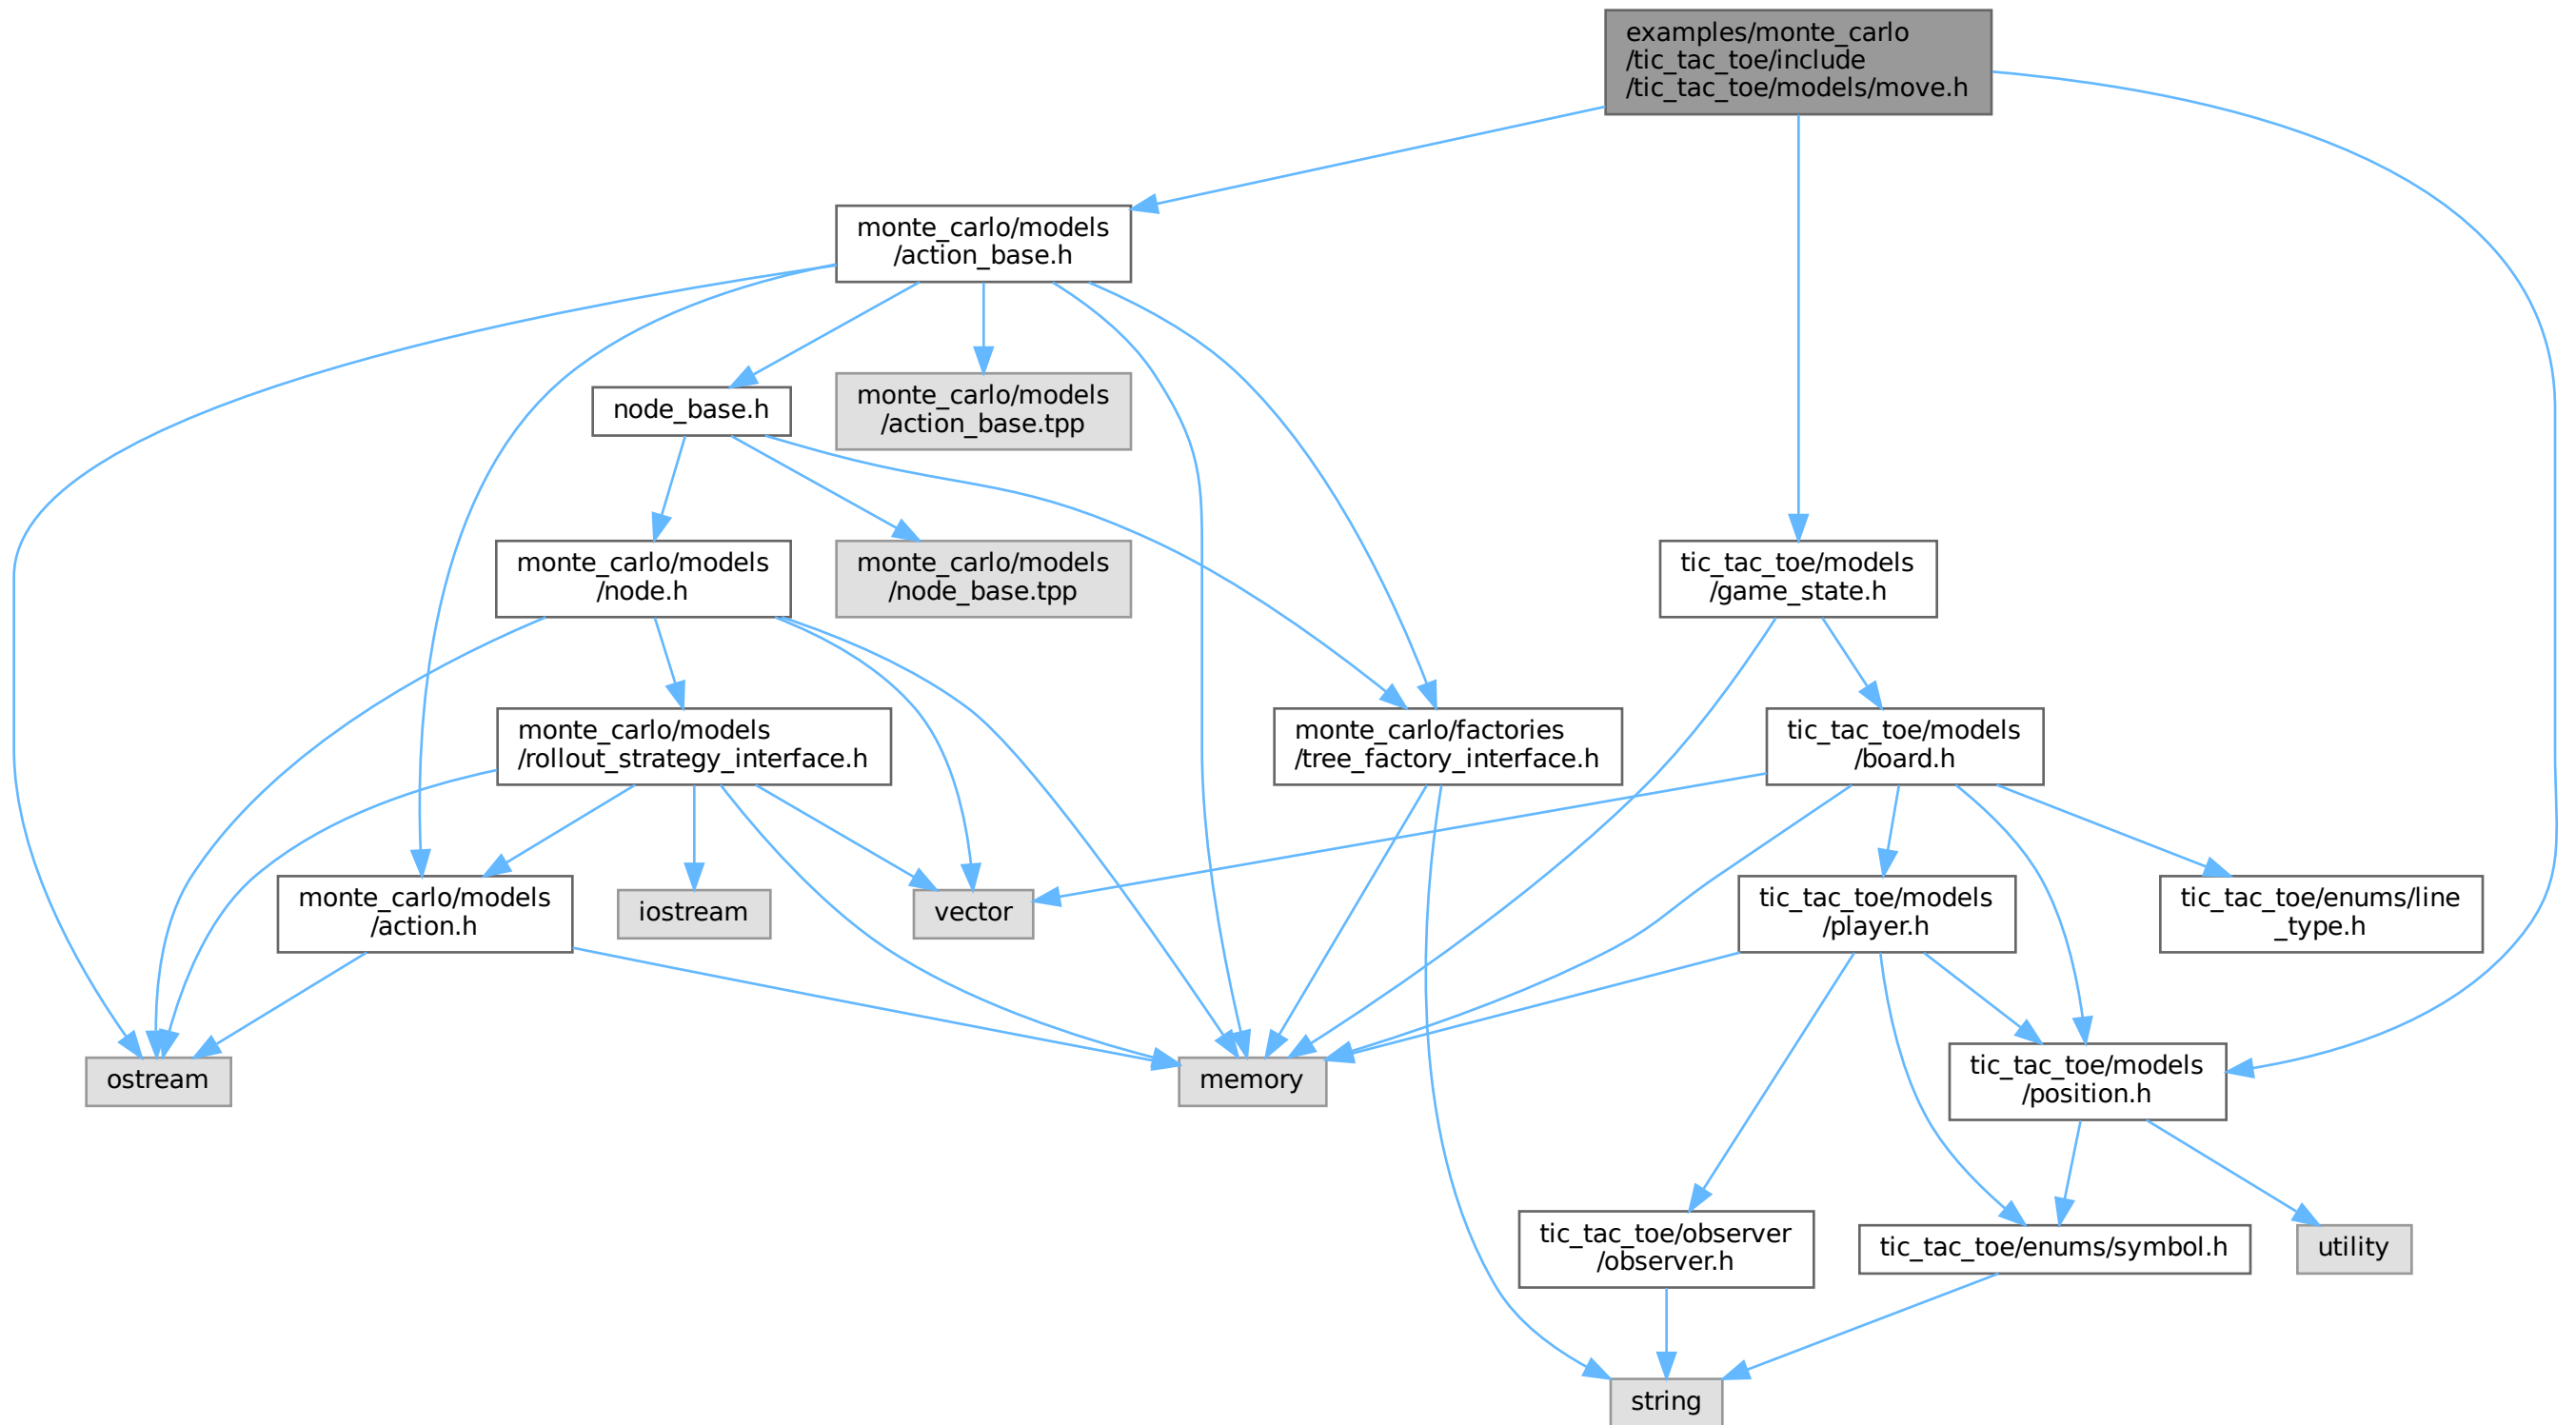 examples/monte_carlo
/tic_tac_toe/include
/tic_tac_toe/models/move.h
monte_carlo/models
/action_base.h
node_base.h
monte_carlo/models
/action_base.tpp
monte_carlo/models
/node.h
monte_carlo/models
/node_base.tpp
tic_tac_toe/models
/game_state.h
monte_carlo/models
/rollout_strategy_interface.h
monte_carlo/factories
/tree_factory_interface.h
tic_tac_toe/models
/board.h
monte_carlo/models
/action.h
iostream
vector
tic_tac_toe/models
/player.h
tic_tac_toe/enums/line
_type.h
ostream
memory
tic_tac_toe/models
/position.h
tic_tac_toe/observer
/observer.h
tic_tac_toe/enums/symbol.h
utility
string